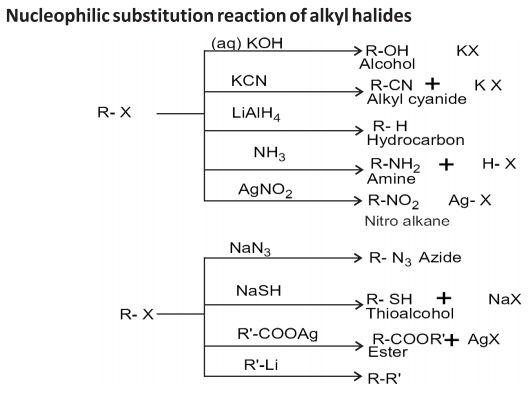 Nucleophilic substitution reaction of alkyl halides
(aq) KOH
R-OH KX
Alcohol
KCN
R-CN + K X
Alkyl cyanide
R- X
LiAlH4
R- H
Hydrocarbon
NH3
R-NH2 + H- X
Amine
AgNO2
R-NO2 Ag- X
Nitro alkane
NaN3
R- N3 Azide
NaSH
R- SH + NaX
Thioalcohol
R- X
R'-COOAg
R-COOR'+ AgX
Ester
R'-Li
R-R'